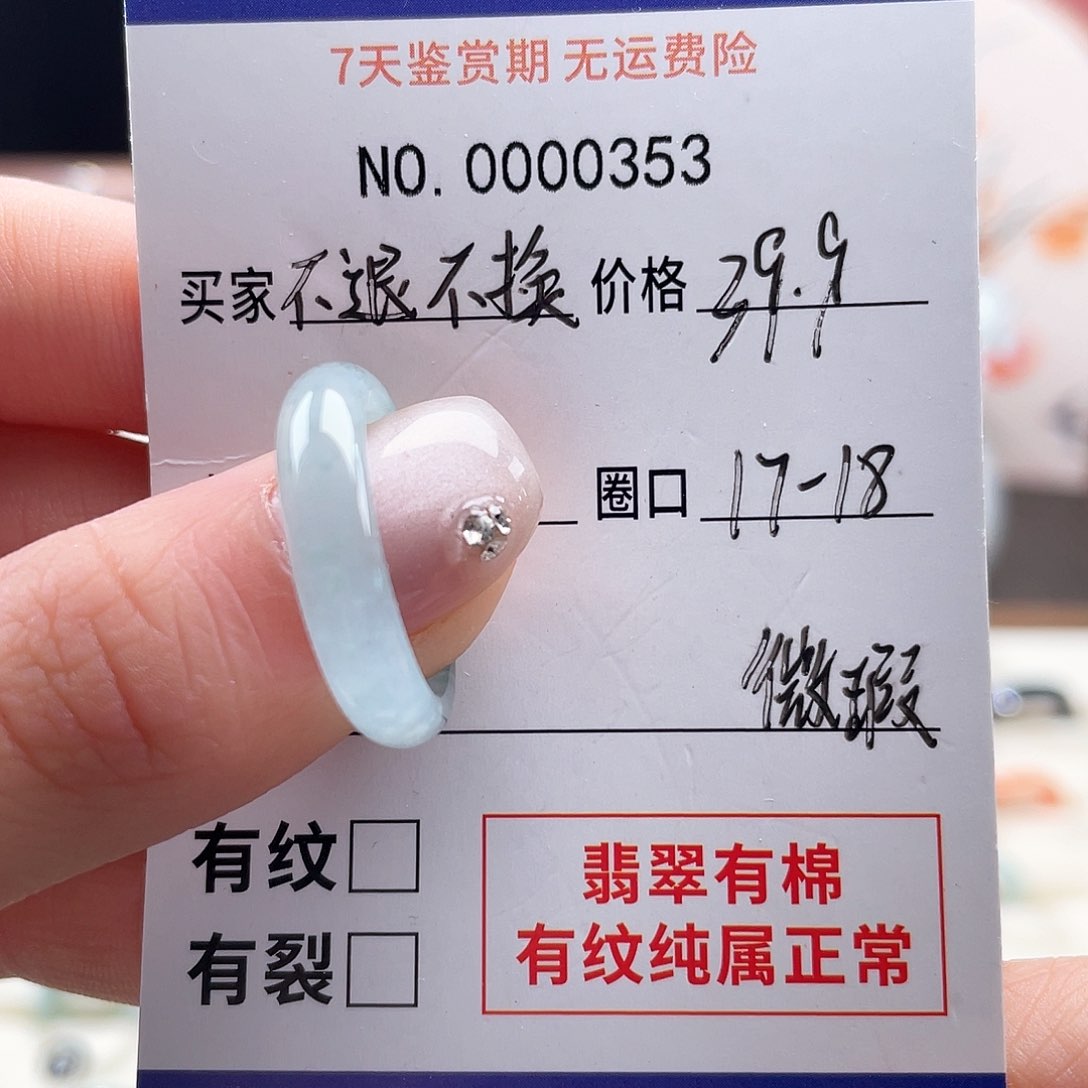 7天鉴赏期 无运费险
NO. 0000353
买家 不退不换 价格 39.9
圈口 17-18
微瑕
有纹□
有裂□
翡翠有棉
有纹纯属正常